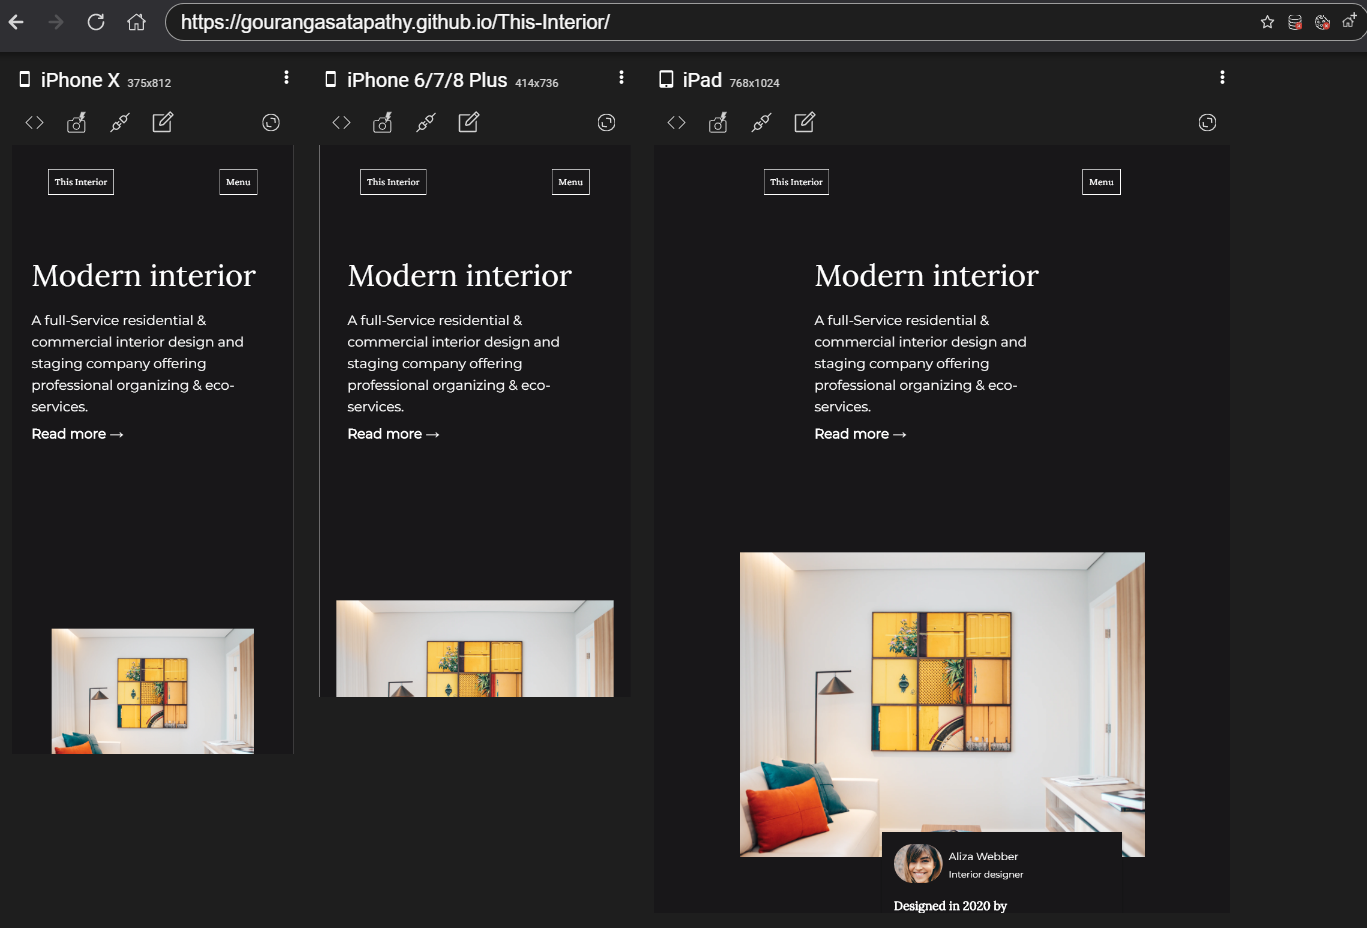 https://gourangasatapathy.github.io/This-Interior/
iPhone X 375x812
This Interior
Menu
Modern interior
A full-Service residential &
commercial interior design and
staging company offering
professional organizing & eco-
services.
Read more →
iPhone 6/7/8 Plus 414x736
This Interior
Menu
Modern interior
A full-Service residential &
commercial interior design and
staging company offering
professional organizing & eco-
services.
Read more →
iPad 768x1024
This Interior
Menu
Modern interior
A full-Service residential &
commercial interior design and
staging company offering
professional organizing & eco-
services.
Read more →
Aliza Webber
Interior designer
Designed in 2020 by